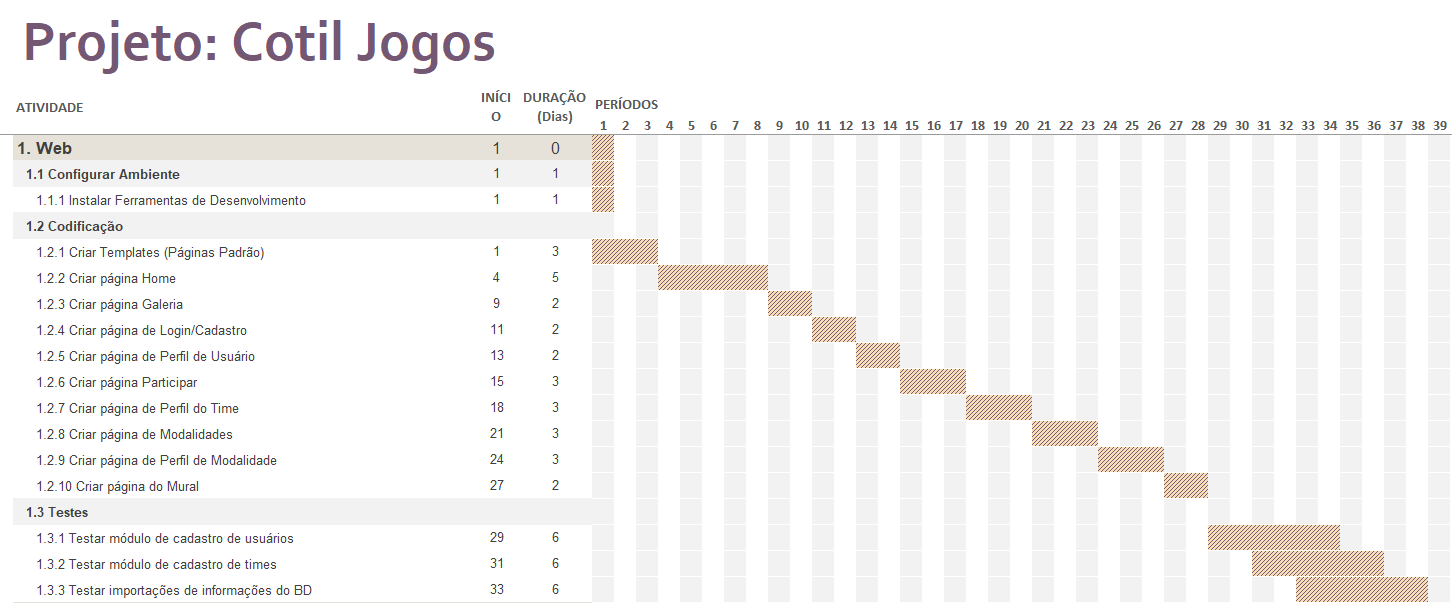 Projeto: Cotil Jogos
ATIVIDADE INÍCI O DURAÇÃO (Dias) PERÍODOS
1 2 3 4 5 6 7 8 9 10 11 12 13 14 15 16 17 18 19 20 21 22 23 24 25 26 27 28 29 30 31 32 33 34 35 36 37 38 39
1. Web 1 0
1.1 Configurar Ambiente 1 1
1.1.1 Instalar Ferramentas de Desenvolvimento 1 1
1.2 Codificação
1.2.1 Criar Templates (Páginas Padrão) 1 3
1.2.2 Criar página Home 4 5
1.2.3 Criar página Galeria 9 2
1.2.4 Criar página de Login/Cadastro 11 2
1.2.5 Criar página de Perfil de Usuário 13 2
1.2.6 Criar página Participar 15 3
1.2.7 Criar página de Perfil do Time 18 3
1.2.8 Criar página de Modalidades 21 3
1.2.9 Criar página de Perfil de Modalidade 24 3
1.2.10 Criar página do Mural 27 2
1.3 Testes
1.3.1 Testar módulo de cadastro de usuários 29 6
1.3.2 Testar módulo de cadastro de times 31 6
1.3.3 Testar importações de informações do BD 33 6